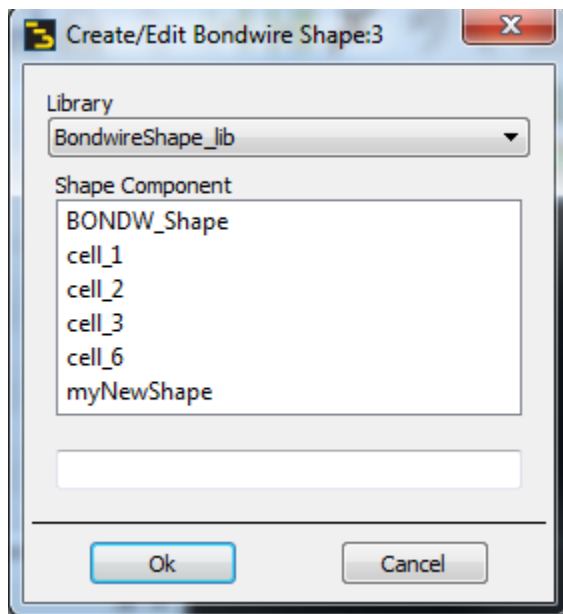 Create/Edit Bondwire Shape:3
Library
BondwireShape_lib
Shape Component
BONDW_Shape
cell_1
cell_2
cell_3
cell_6
myNewShape
Ok Cancel